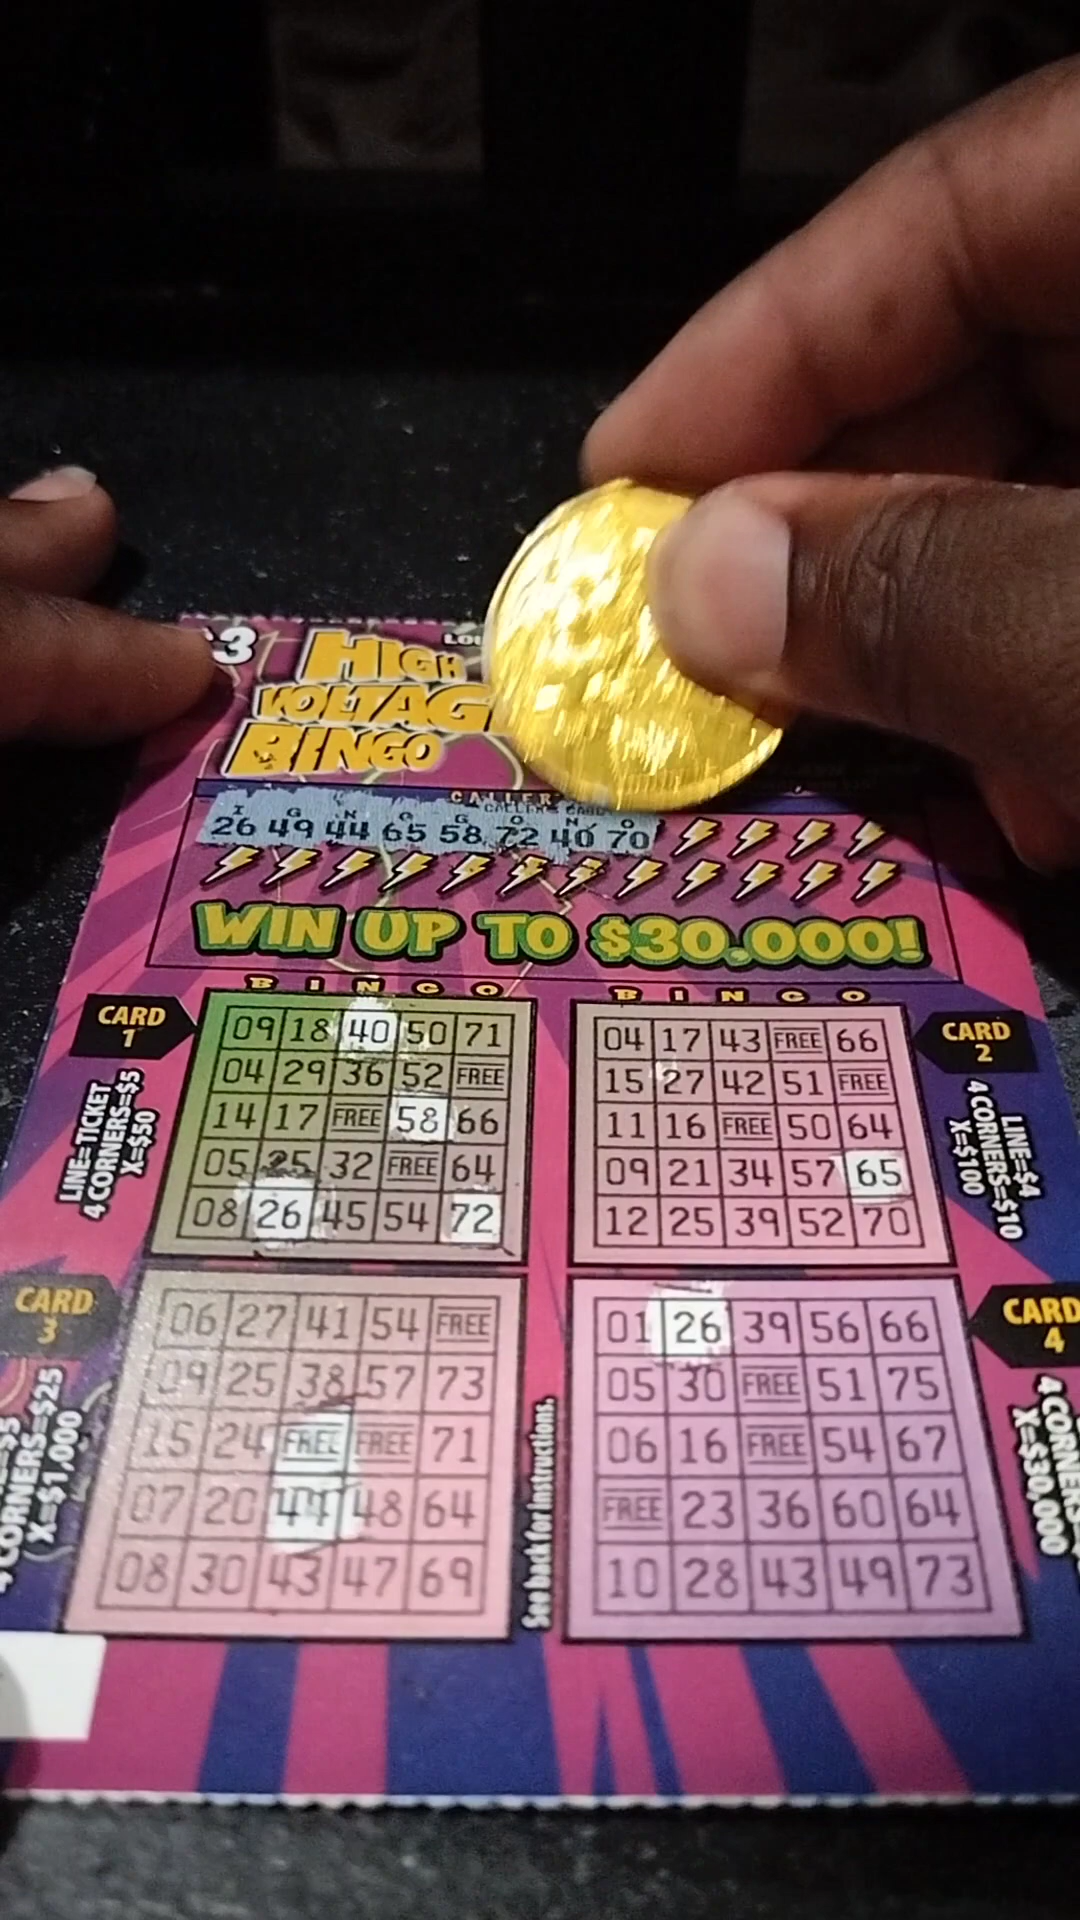 $3
LOU
HIGH
VOLTAG
BINGO
CALLER
CALLER'S CARD
I G N O G O N O
26 49 44 65 58 72 40 70
WIN UP TO $30,000!
B I N G O
CARD
1
LINE=TICKET
4 CORNERS=$5
X=$50
09 18 40 50 71
04 29 36 52 FREE
14 17 FREE 58 66
05 25 32 FREE 64
08 26 45 54 72
B I N G O
CARD
2
LINE=$4
4 CORNERS=$10
X=$100
04 17 43 FREE 66
15 27 42 51 FREE
11 16 FREE 50 64
09 21 34 57 65
12 25 39 52 70
CARD
3
=$5
4 CORNERS=$25
X=$1,000
06 27 41 54 FREE
09 25 38 57 73
15 24 FREE FREE 71
07 20 44 48 64
08 30 43 47 69
See back for instructions.
CARD
4
4 CORNERS=
X=$30,000
01 26 39 56 66
05 30 FREE 51 75
06 16 FREE 54 67
FREE 23 36 60 64
10 28 43 49 73